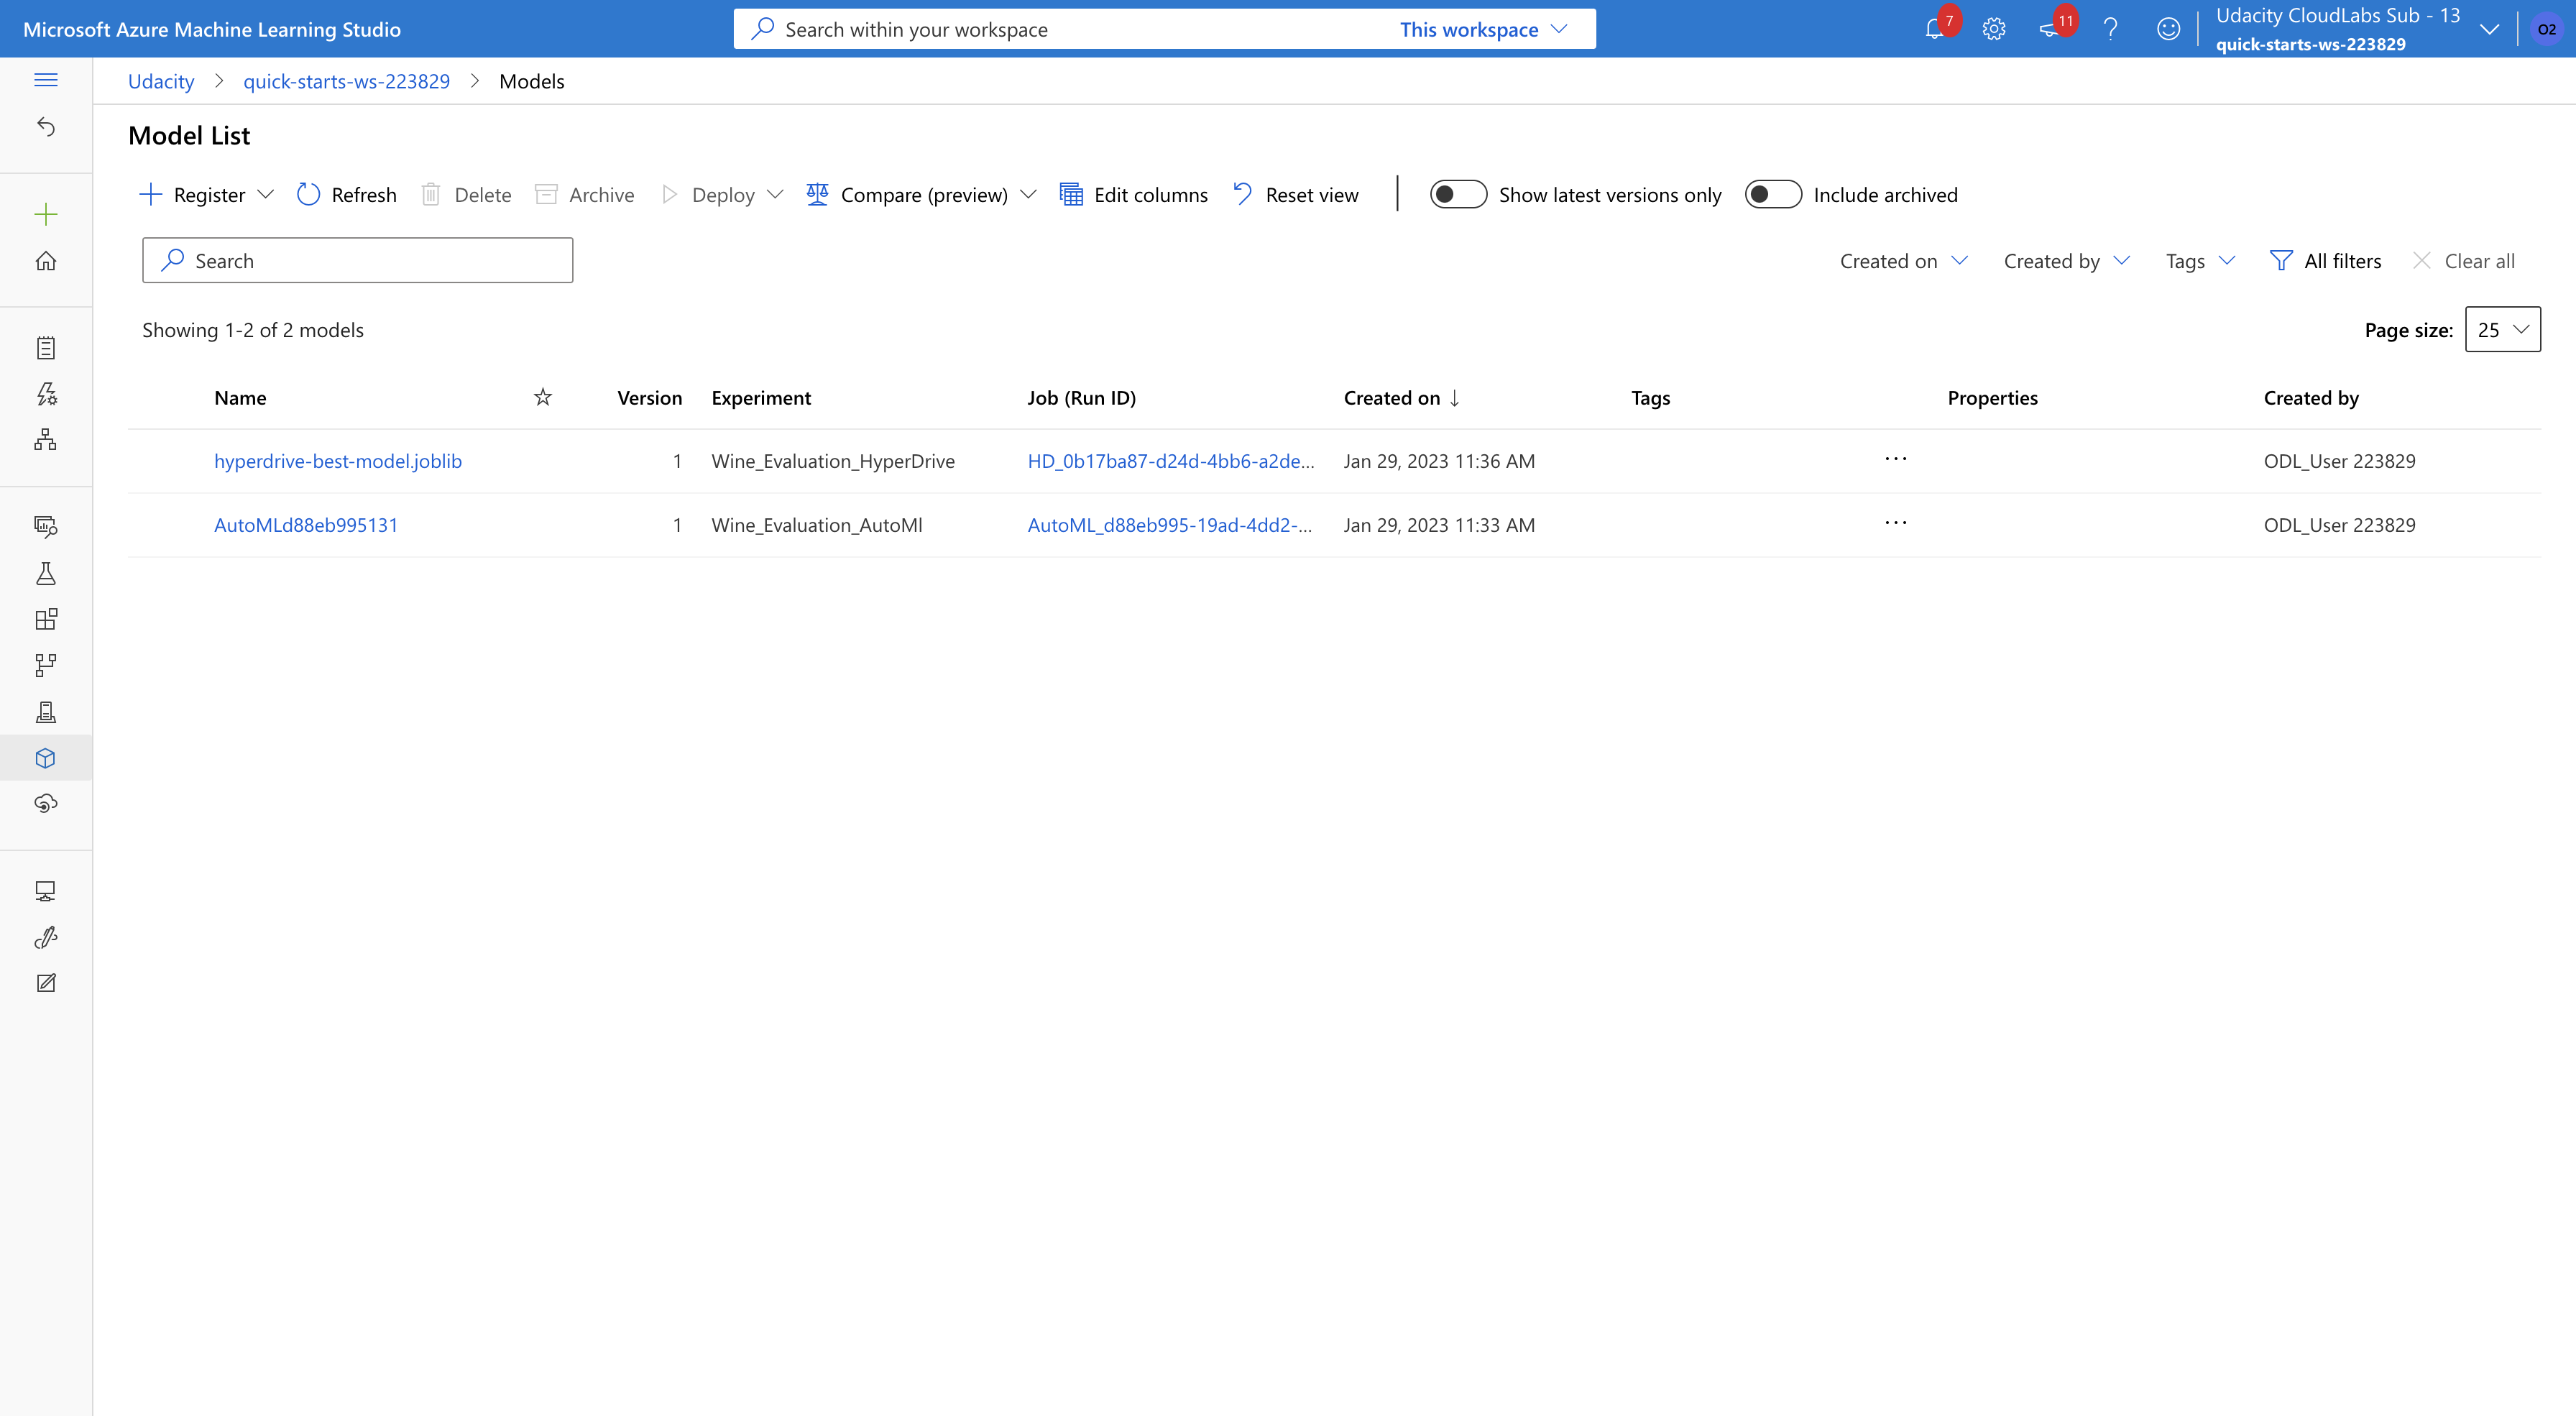 Microsoft Azure Machine Learning Studio
Search within your workspace This workspace
7
11
Udacity CloudLabs Sub - 13
quick-starts-ws-223829
O2
Udacity > quick-starts-ws-223829 > Models
Model List
Register Refresh Delete Archive Deploy Compare (preview) Edit columns Reset view Show latest versions only Include archived
Search Created on Created by Tags All filters Clear all
Showing 1-2 of 2 models Page size: 25
Name Version Experiment Job (Run ID) Created on ↓ Tags Properties Created by
hyperdrive-best-model.joblib 1 Wine_Evaluation_HyperDrive HD_0b17ba87-d24d-4bb6-a2de... Jan 29, 2023 11:36 AM ... ODL_User 223829
AutoMLd88eb995131 1 Wine_Evaluation_AutoMl AutoML_d88eb995-19ad-4dd2-... Jan 29, 2023 11:33 AM ... ODL_User 223829